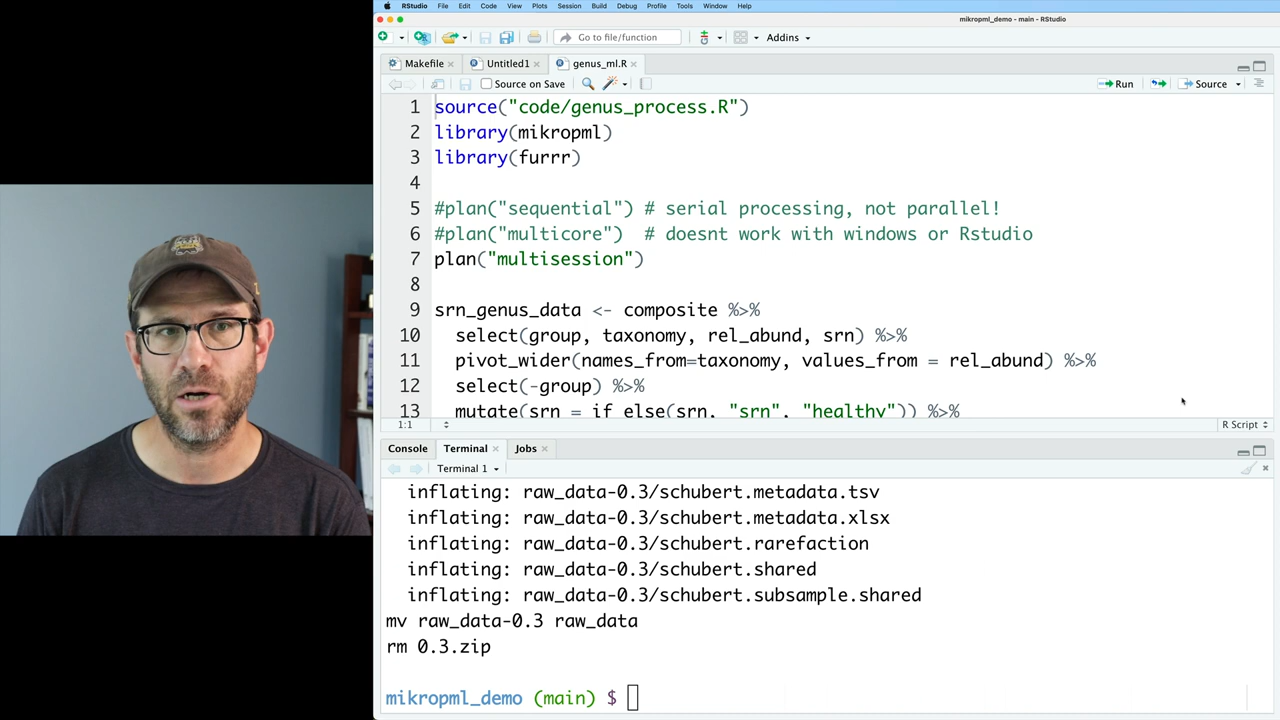 RStudio File Edit Code View Plots Session Build Debug Profile Tools Window Help
mikropml_demo - main - RStudio
Go to file/function Addins
Makefile Untitled1 genus_ml.R
Source on Save Run Source
1 source("code/genus_process.R")
2 library(mikropml)
3 library(furrr)
4
5 #plan("sequential") # serial processing, not parallel!
6 #plan("multicore")  # doesnt work with windows or Rstudio
7 plan("multisession")
8
9 srn_genus_data <- composite %>%
10   select(group, taxonomy, rel_abund, srn) %>%
11   pivot_wider(names_from=taxonomy, values_from = rel_abund) %>%
12   select(-group) %>%
13   mutate(srn = if_else(srn, "srn", "healthy")) %>%
1:1 R Script
Console Terminal Jobs
Terminal 1
inflating: raw_data-0.3/schubert.metadata.tsv
inflating: raw_data-0.3/schubert.metadata.xlsx
inflating: raw_data-0.3/schubert.rarefaction
inflating: raw_data-0.3/schubert.shared
inflating: raw_data-0.3/schubert.subsample.shared
mv raw_data-0.3 raw_data
rm 0.3.zip
mikropml_demo (main) $